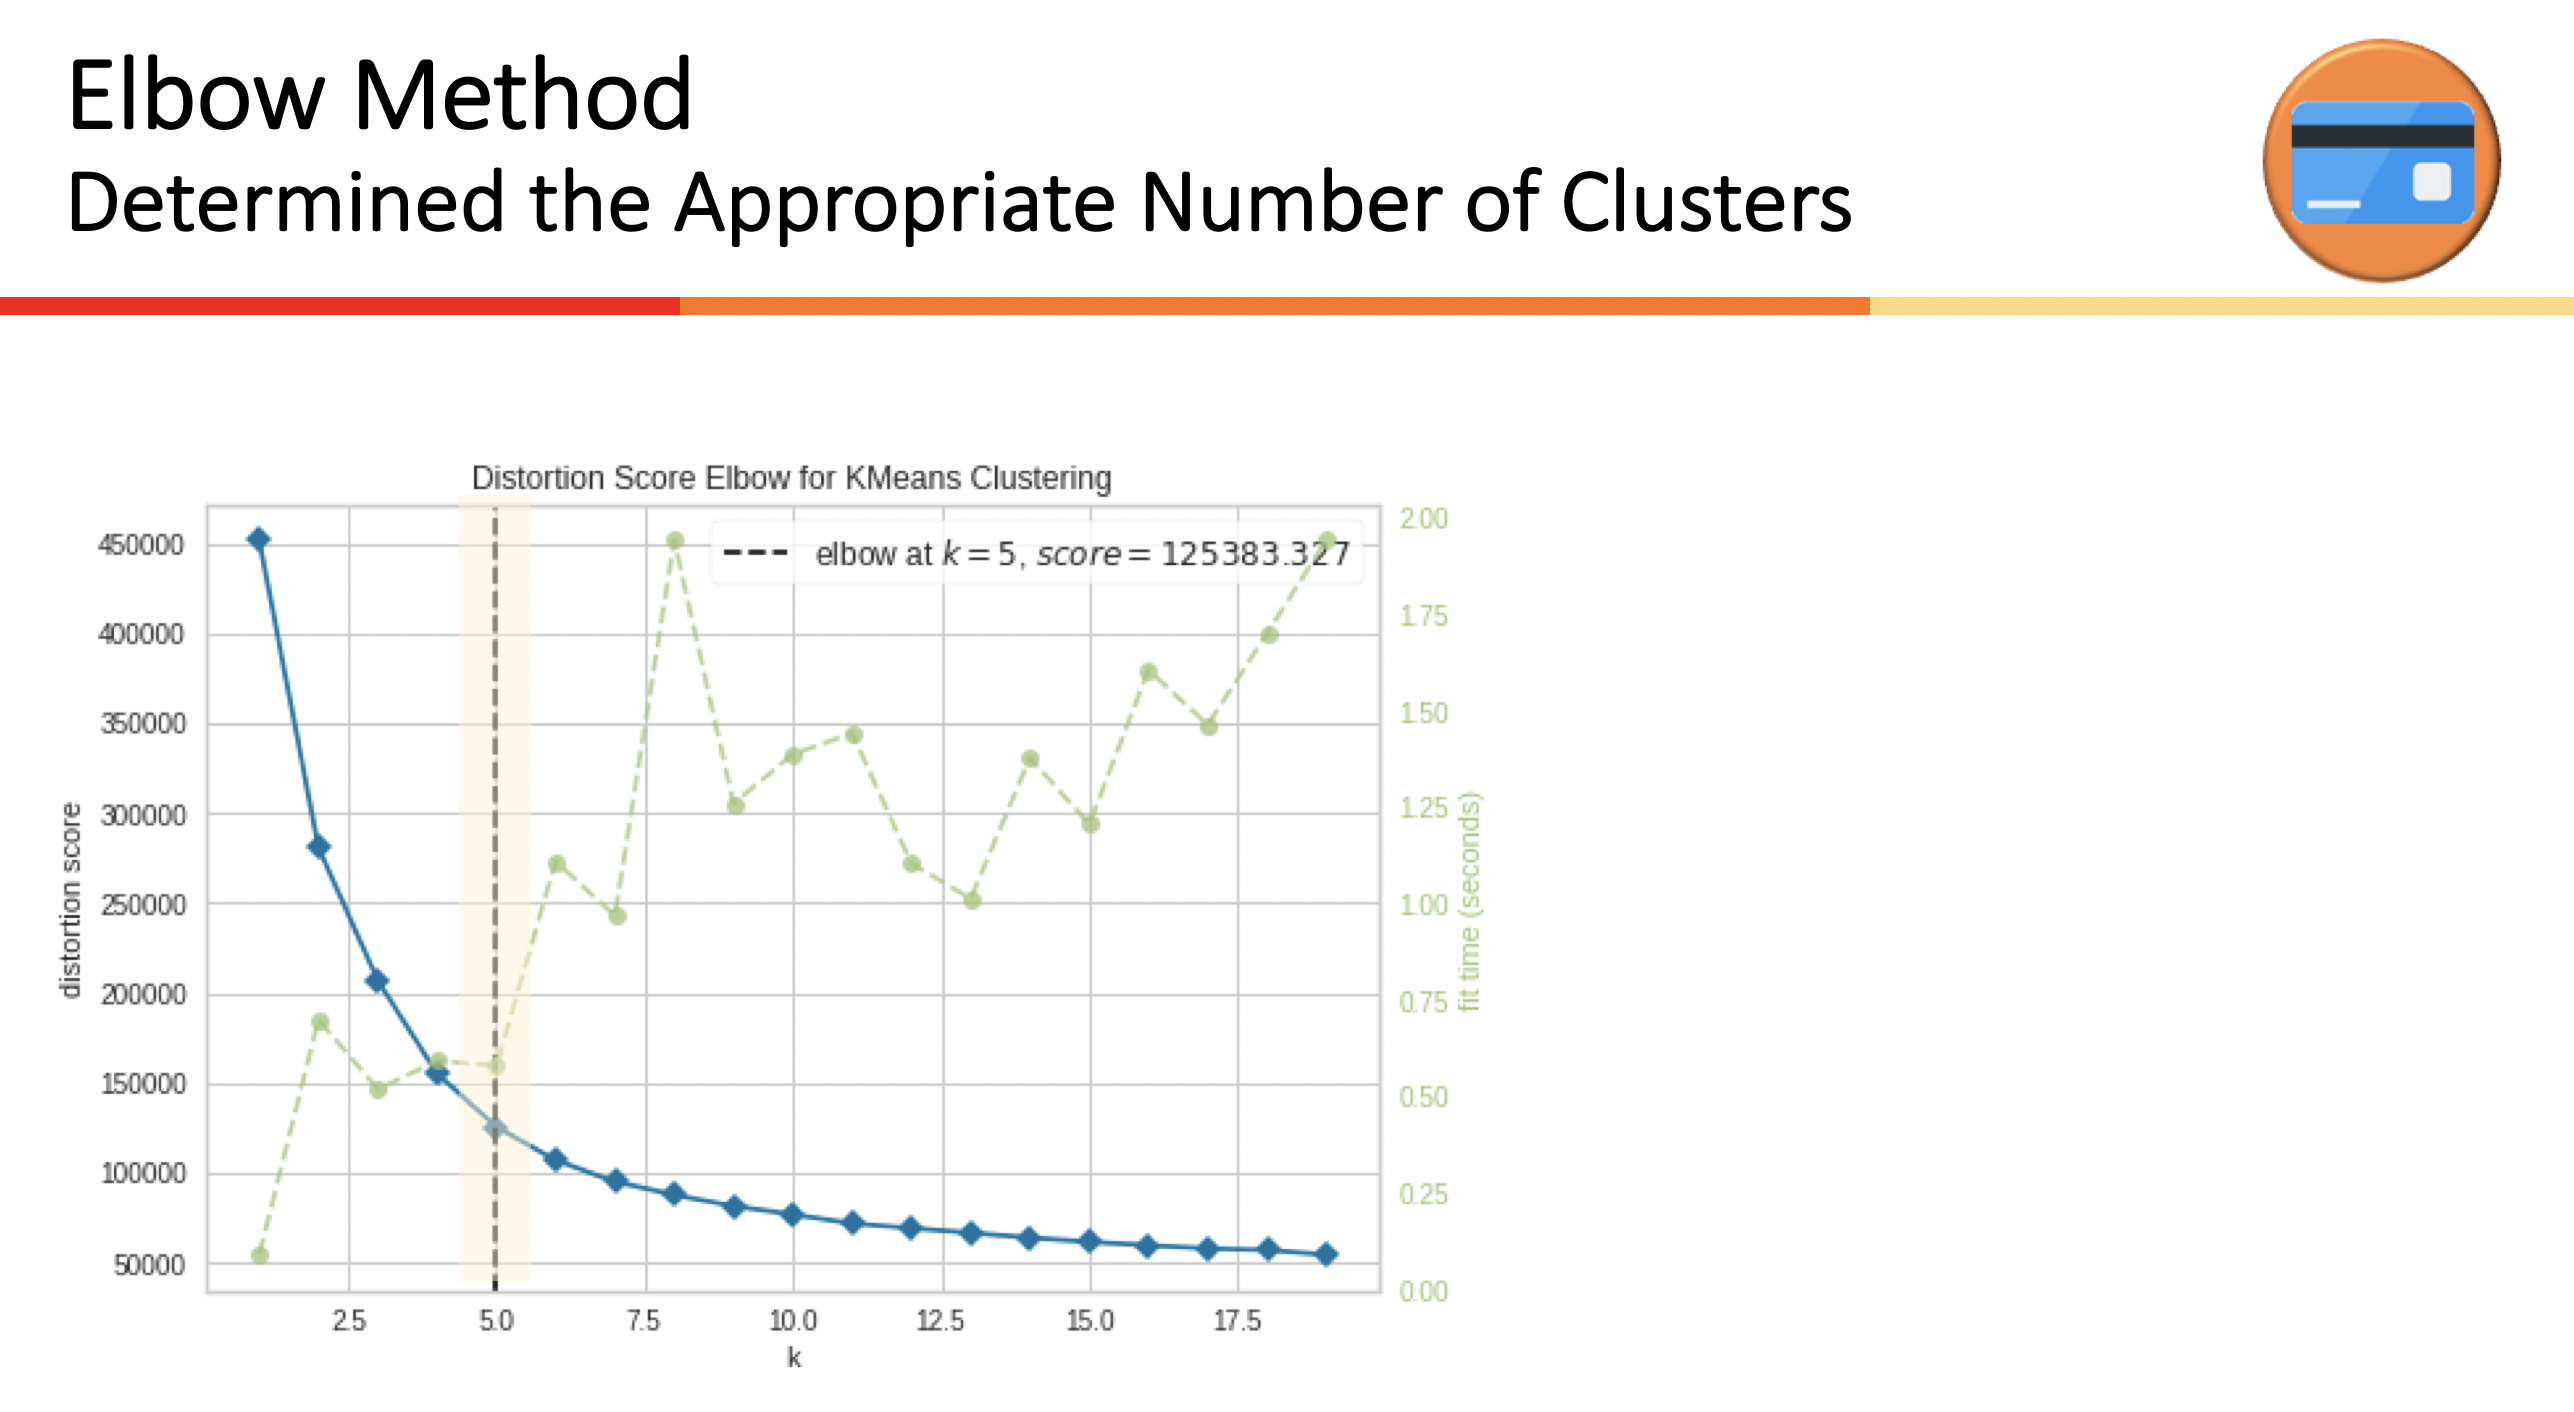 Elbow Method
Determined the Appropriate Number of Clusters
Distortion Score Elbow for KMeans Clustering
elbow at k = 5, score = 125383.327
450000
400000
350000
300000
250000
200000
150000
100000
50000
distortion score
2.00
1.75
1.50
1.25
1.00
0.75
0.50
0.25
0.00
fit time (seconds)
2.5 5.0 7.5 10.0 12.5 15.0 17.5
k